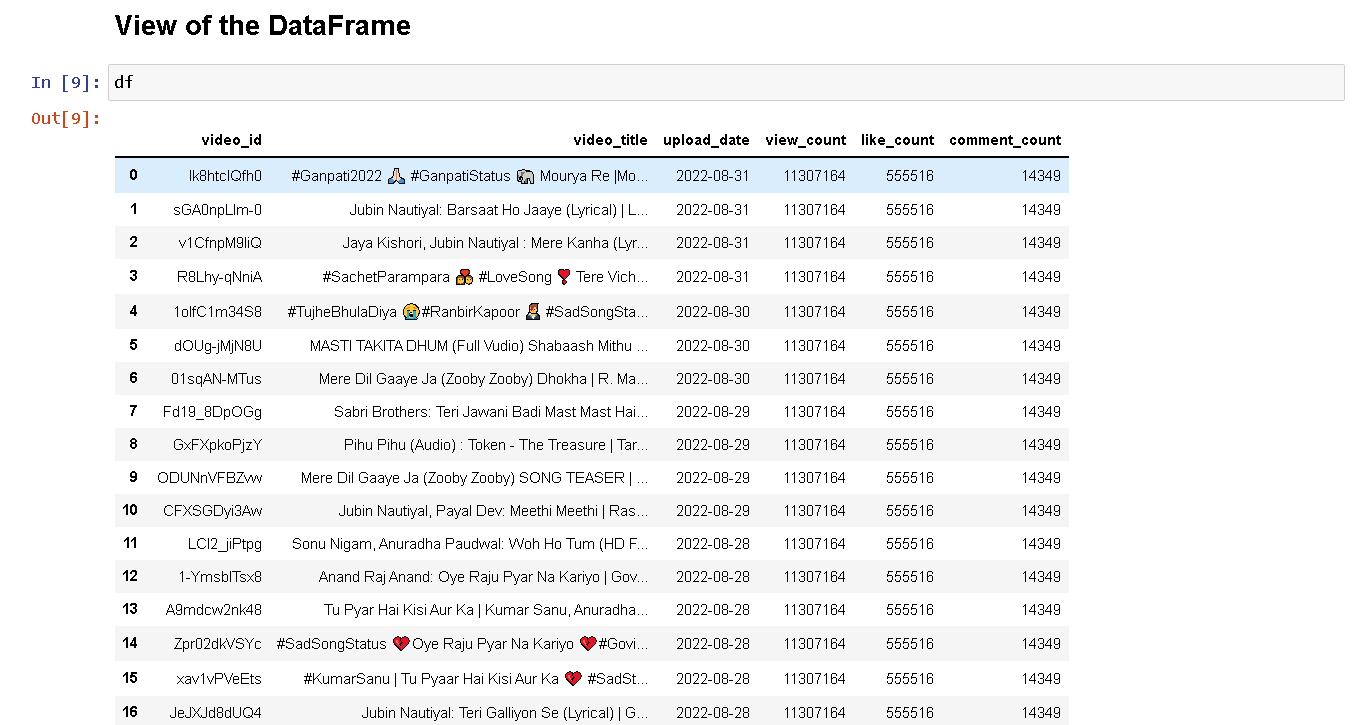 View of the DataFrame
In [9]: df
Out[9]:
video_id video_title upload_date view_count like_count comment_count
0 Ik8htcIQfh0 #Ganpati2022 🙏🏻 #GanpatiStatus 🐘 Mourya Re |Mo... 2022-08-31 11307164 555516 14349
1 sGA0npLIm-0 Jubin Nautiyal: Barsaat Ho Jaaye (Lyrical) | L... 2022-08-31 11307164 555516 14349
2 v1CfnpM9liQ Jaya Kishori, Jubin Nautiyal : Mere Kanha (Lyr... 2022-08-31 11307164 555516 14349
3 R8Lhy-qNniA #SachetParampara 💑 #LoveSong ❣️ Tere Vich... 2022-08-31 11307164 555516 14349
4 1olfC1m34S8 #TujheBhulaDiya 😭#RanbirKapoor 👨‍🎤 #SadSongSta... 2022-08-30 11307164 555516 14349
5 dOUg-jMjN8U MASTI TAKITA DHUM (Full Vudio) Shabaash Mithu ... 2022-08-30 11307164 555516 14349
6 01sqAN-MTus Mere Dil Gaaye Ja (Zooby Zooby) Dhokha | R. Ma... 2022-08-30 11307164 555516 14349
7 Fd19_8DpOGg Sabri Brothers: Teri Jawani Badi Mast Mast Hai... 2022-08-29 11307164 555516 14349
8 GxFXpkoPjzY Pihu Pihu (Audio) : Token - The Treasure | Tar... 2022-08-29 11307164 555516 14349
9 ODUNnVFBZvw Mere Dil Gaaye Ja (Zooby Zooby) SONG TEASER | ... 2022-08-29 11307164 555516 14349
10 CFXSGDyi3Aw Jubin Nautiyal, Payal Dev: Meethi Meethi | Ras... 2022-08-29 11307164 555516 14349
11 LCl2_jiPtpg Sonu Nigam, Anuradha Paudwal: Woh Ho Tum (HD F... 2022-08-28 11307164 555516 14349
12 1-YmsblTsx8 Anand Raj Anand: Oye Raju Pyar Na Kariyo | Gov... 2022-08-28 11307164 555516 14349
13 A9mdcw2nk48 Tu Pyar Hai Kisi Aur Ka | Kumar Sanu, Anuradha... 2022-08-28 11307164 555516 14349
14 Zpr02dkVSYc #SadSongStatus 💔Oye Raju Pyar Na Kariyo 💔#Govi... 2022-08-28 11307164 555516 14349
15 xav1vPVeEts #KumarSanu | Tu Pyaar Hai Kisi Aur Ka 💔 #SadSt... 2022-08-28 11307164 555516 14349
16 JeJXJd8dUQ4 Jubin Nautiyal: Teri Galliyon Se (Lyrical) | G... 2022-08-28 11307164 555516 14349